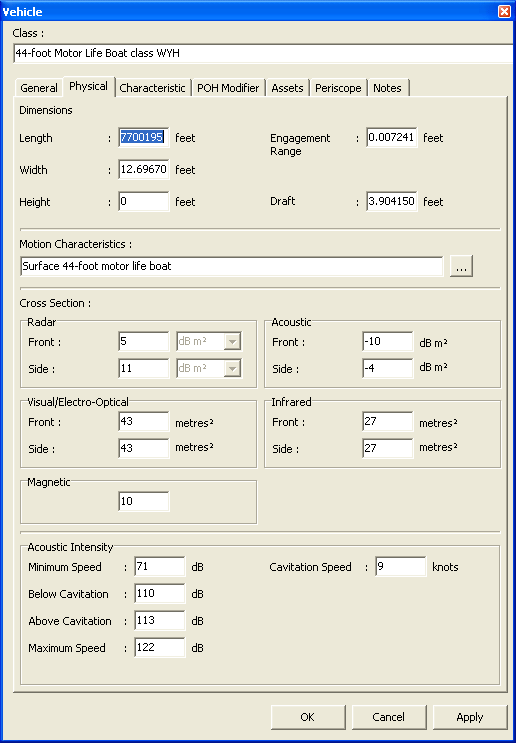 Vehicle
Class :
44-foot Motor Life Boat class WYH
General Physical Characteristic POH Modifier Assets Periscope Notes
Dimensions
Length : 7700195 feet Engagement Range : 0.007241 feet
Width : 12.69670 feet
Height : 0 feet Draft : 3.904150 feet
Motion Characteristics :
Surface 44-foot motor life boat ...
Cross Section :
Radar
Front : 5 dB m²
Side : 11 dB m²
Acoustic
Front : -10 dB m²
Side : -4 dB m²
Visual/Electro-Optical
Front : 43 metres²
Side : 43 metres²
Infrared
Front : 27 metres²
Side : 27 metres²
Magnetic
10
Acoustic Intensity
Minimum Speed : 71 dB Cavitation Speed : 9 knots
Below Cavitation : 110 dB
Above Cavitation : 113 dB
Maximum Speed : 122 dB
OK Cancel Apply